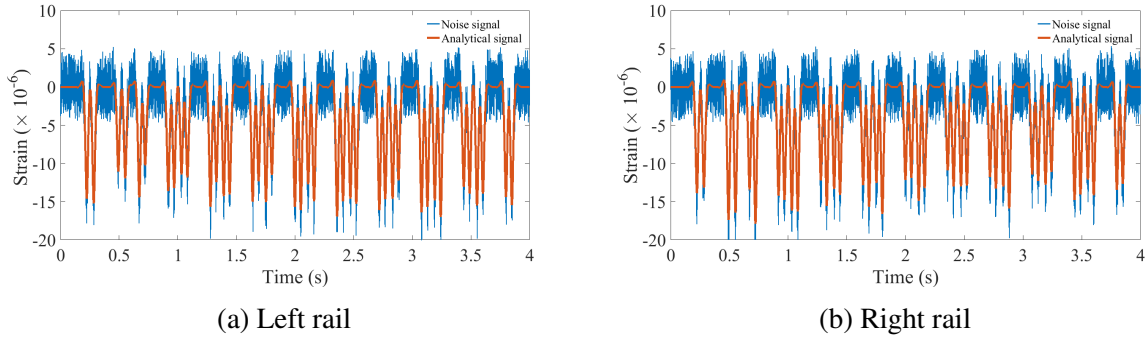 10
5
0
-5
-10
-15
-20
Strain (× 10⁻⁶)
0 0.5 1 1.5 2 2.5 3 3.5 4
Time (s)
Noise signal
Analytical signal
(a) Left rail
10
5
0
-5
-10
-15
-20
Strain (× 10⁻⁶)
0 0.5 1 1.5 2 2.5 3 3.5 4
Time (s)
Noise signal
Analytical signal
(b) Right rail